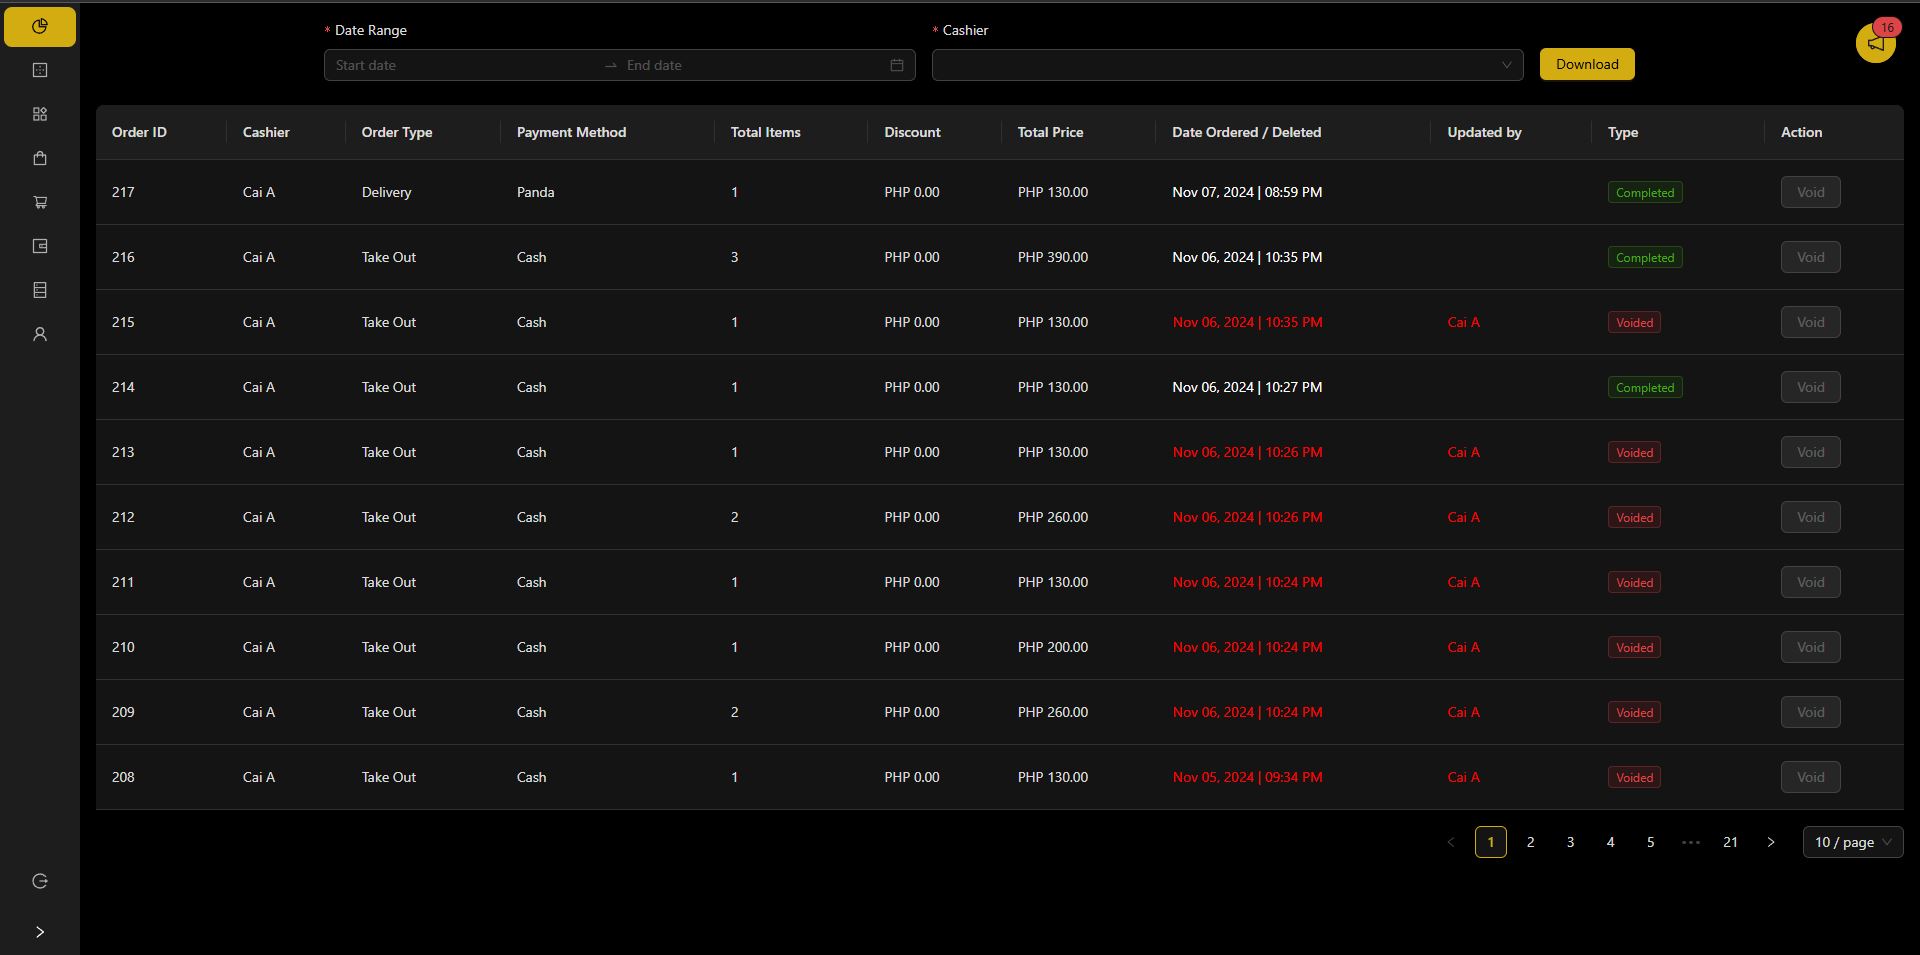 * Date Range
* Cashier
16
Start date → End date
Download
Order ID Cashier Order Type Payment Method Total Items Discount Total Price Date Ordered / Deleted Updated by Type Action
217 Cai A Delivery Panda 1 PHP 0.00 PHP 130.00 Nov 07, 2024 | 08:59 PM Completed Void
216 Cai A Take Out Cash 3 PHP 0.00 PHP 390.00 Nov 06, 2024 | 10:35 PM Completed Void
215 Cai A Take Out Cash 1 PHP 0.00 PHP 130.00 Nov 06, 2024 | 10:35 PM Cai A Voided Void
214 Cai A Take Out Cash 1 PHP 0.00 PHP 130.00 Nov 06, 2024 | 10:27 PM Completed Void
213 Cai A Take Out Cash 1 PHP 0.00 PHP 130.00 Nov 06, 2024 | 10:26 PM Cai A Voided Void
212 Cai A Take Out Cash 2 PHP 0.00 PHP 260.00 Nov 06, 2024 | 10:26 PM Cai A Voided Void
211 Cai A Take Out Cash 1 PHP 0.00 PHP 130.00 Nov 06, 2024 | 10:24 PM Cai A Voided Void
210 Cai A Take Out Cash 1 PHP 0.00 PHP 200.00 Nov 06, 2024 | 10:24 PM Cai A Voided Void
209 Cai A Take Out Cash 2 PHP 0.00 PHP 260.00 Nov 06, 2024 | 10:24 PM Cai A Voided Void
208 Cai A Take Out Cash 1 PHP 0.00 PHP 130.00 Nov 05, 2024 | 09:34 PM Cai A Voided Void
< 1 2 3 4 5 ••• 21 > 10 / page